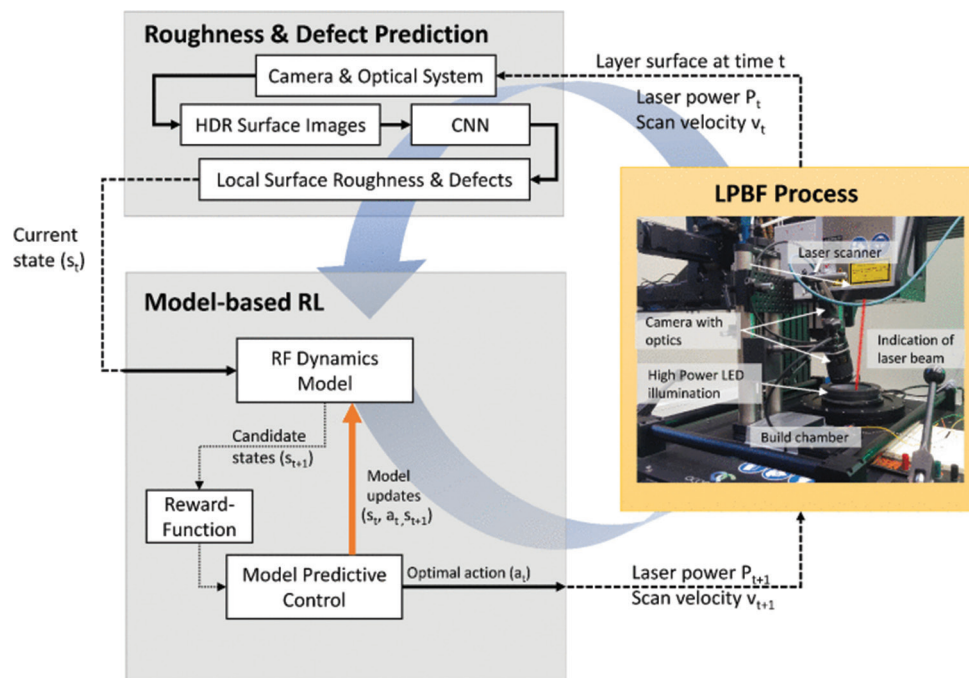 Roughness & Defect Prediction
Camera & Optical System
HDR Surface Images
CNN
Local Surface Roughness & Defects
Layer surface at time t
Laser power Pₜ
Scan velocity vₜ
LPBF Process
Laser scanner
Camera with
optics
Indication of
laser beam
High Power LED
illumination
Build chamber
Current
state (sₜ)
Model-based RL
RF Dynamics
Model
Candidate
states (sₜ₊₁)
Reward-
Function
Model
updates
(sₜ, aₜ,sₜ₊₁)
Model Predictive
Control
Optimal action (aₜ)
Laser power Pₜ₊₁
Scan velocity vₜ₊₁